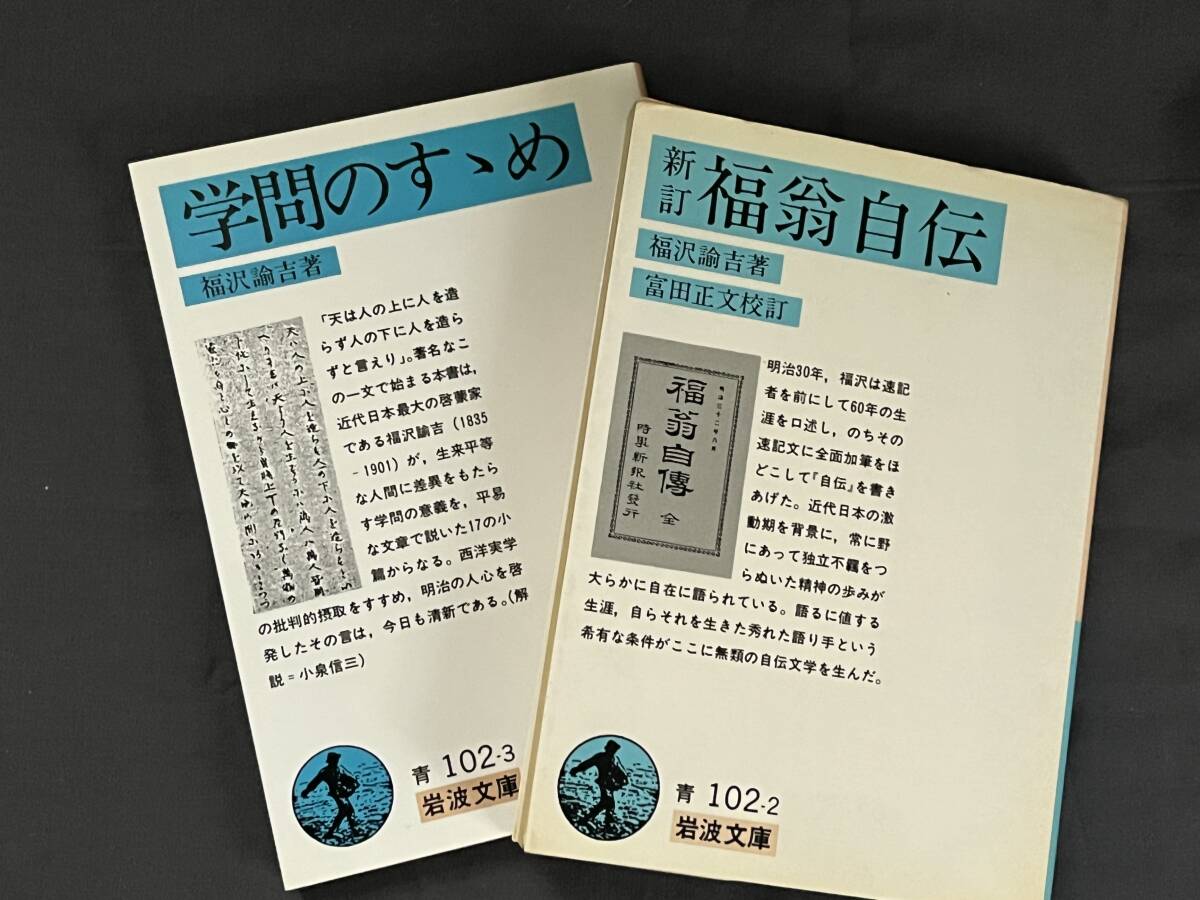 学問のすゝめ
福沢諭吉著
「天は人の上に人を造
らず人の下に人を造ら
ずと言えり」。著名なこ
の一文で始まる本書は,
近代日本最大の啓蒙家
である福沢諭吉（1835
-1901）が, 生来平等
な人間に差異をもたら
す学問の意義を, 平易
な文章で説いた17の小
篇からなる。西洋実学
の批判的摂取をすすめ, 明治の人心を啓
発したその言は, 今日も清新である。(解
説=小泉信三)
青 102-3
岩波文庫
新訂 福翁自伝
福沢諭吉著
富田正文校訂
福翁自傳 全
時事新報社發行
明治30年, 福沢は速記
者を前にして60年の生
涯を口述し, のちその
速記文に全面加筆をほ
どこして『自伝』を書き
あげた。近代日本の激
動期を背景に, 常に野
にあって独立不羈をつ
らぬいた精神の歩みが
大らかに自在に語られている。語るに値する
生涯, 自らそれを生きた秀れた語り手という
希有な条件がここに無類の自伝文学を生んだ。
青 102-2
岩波文庫